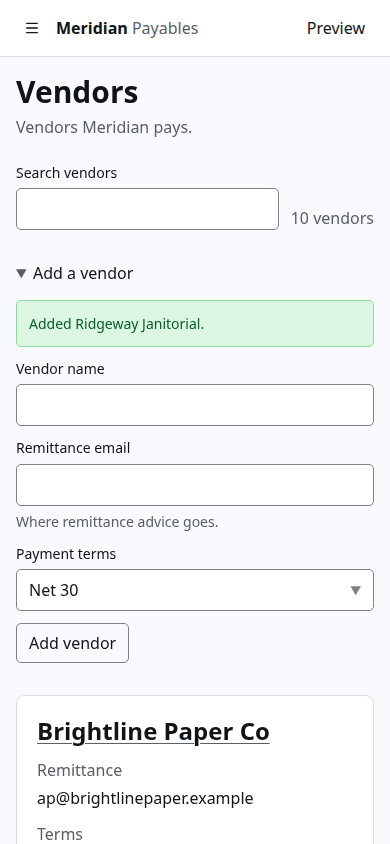 ☰ Meridian Payables Preview
Vendors
Vendors Meridian pays.
Search vendors
10 vendors
▼ Add a vendor
Added Ridgeway Janitorial.
Vendor name
Remittance email
Where remittance advice goes.
Payment terms
Net 30 ▼
Add vendor
Brightline Paper Co
Remittance
ap@brightlinepaper.example
Terms